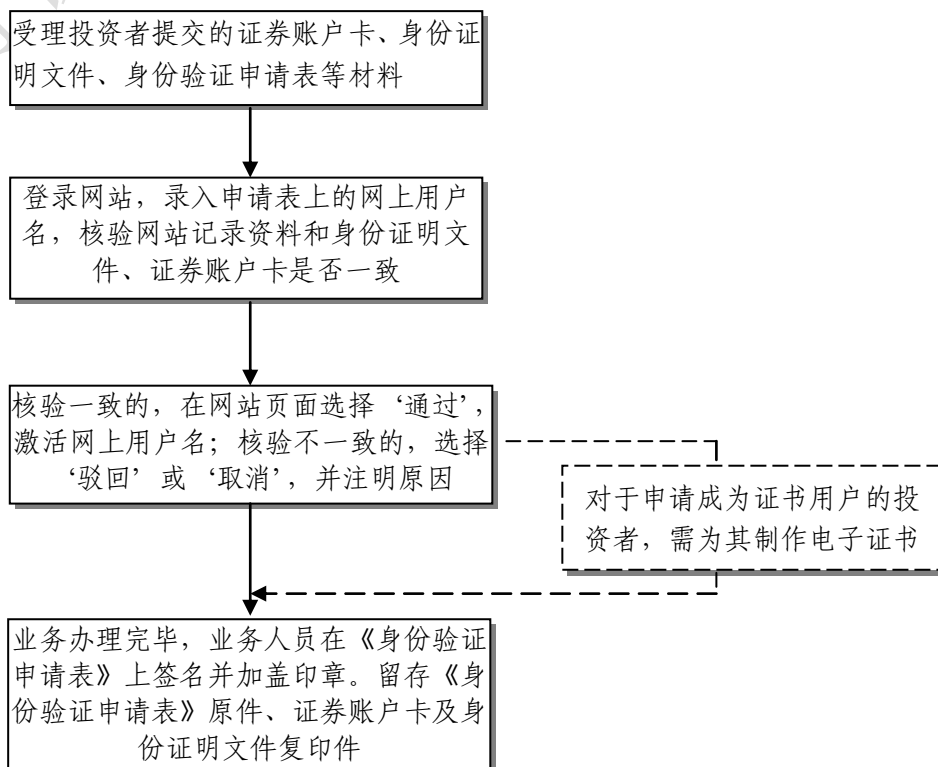 受理投资者提交的证券账户卡、身份证
明文件、身份验证申请表等材料
登录网站，录入申请表上的网上用户
名，核验网站记录资料和身份证明文
件、证券账户卡是否一致
核验一致的，在网站页面选择‘通过’，
激活网上用户名；核验不一致的，选择
‘驳回’或‘取消’，并注明原因
对于申请成为证书用户的投
资者，需为其制作电子证书
业务办理完毕，业务人员在《身份验证
申请表》上签名并加盖印章。留存《身
份验证申请表》原件、证券账户卡及身
份证明文件复印件